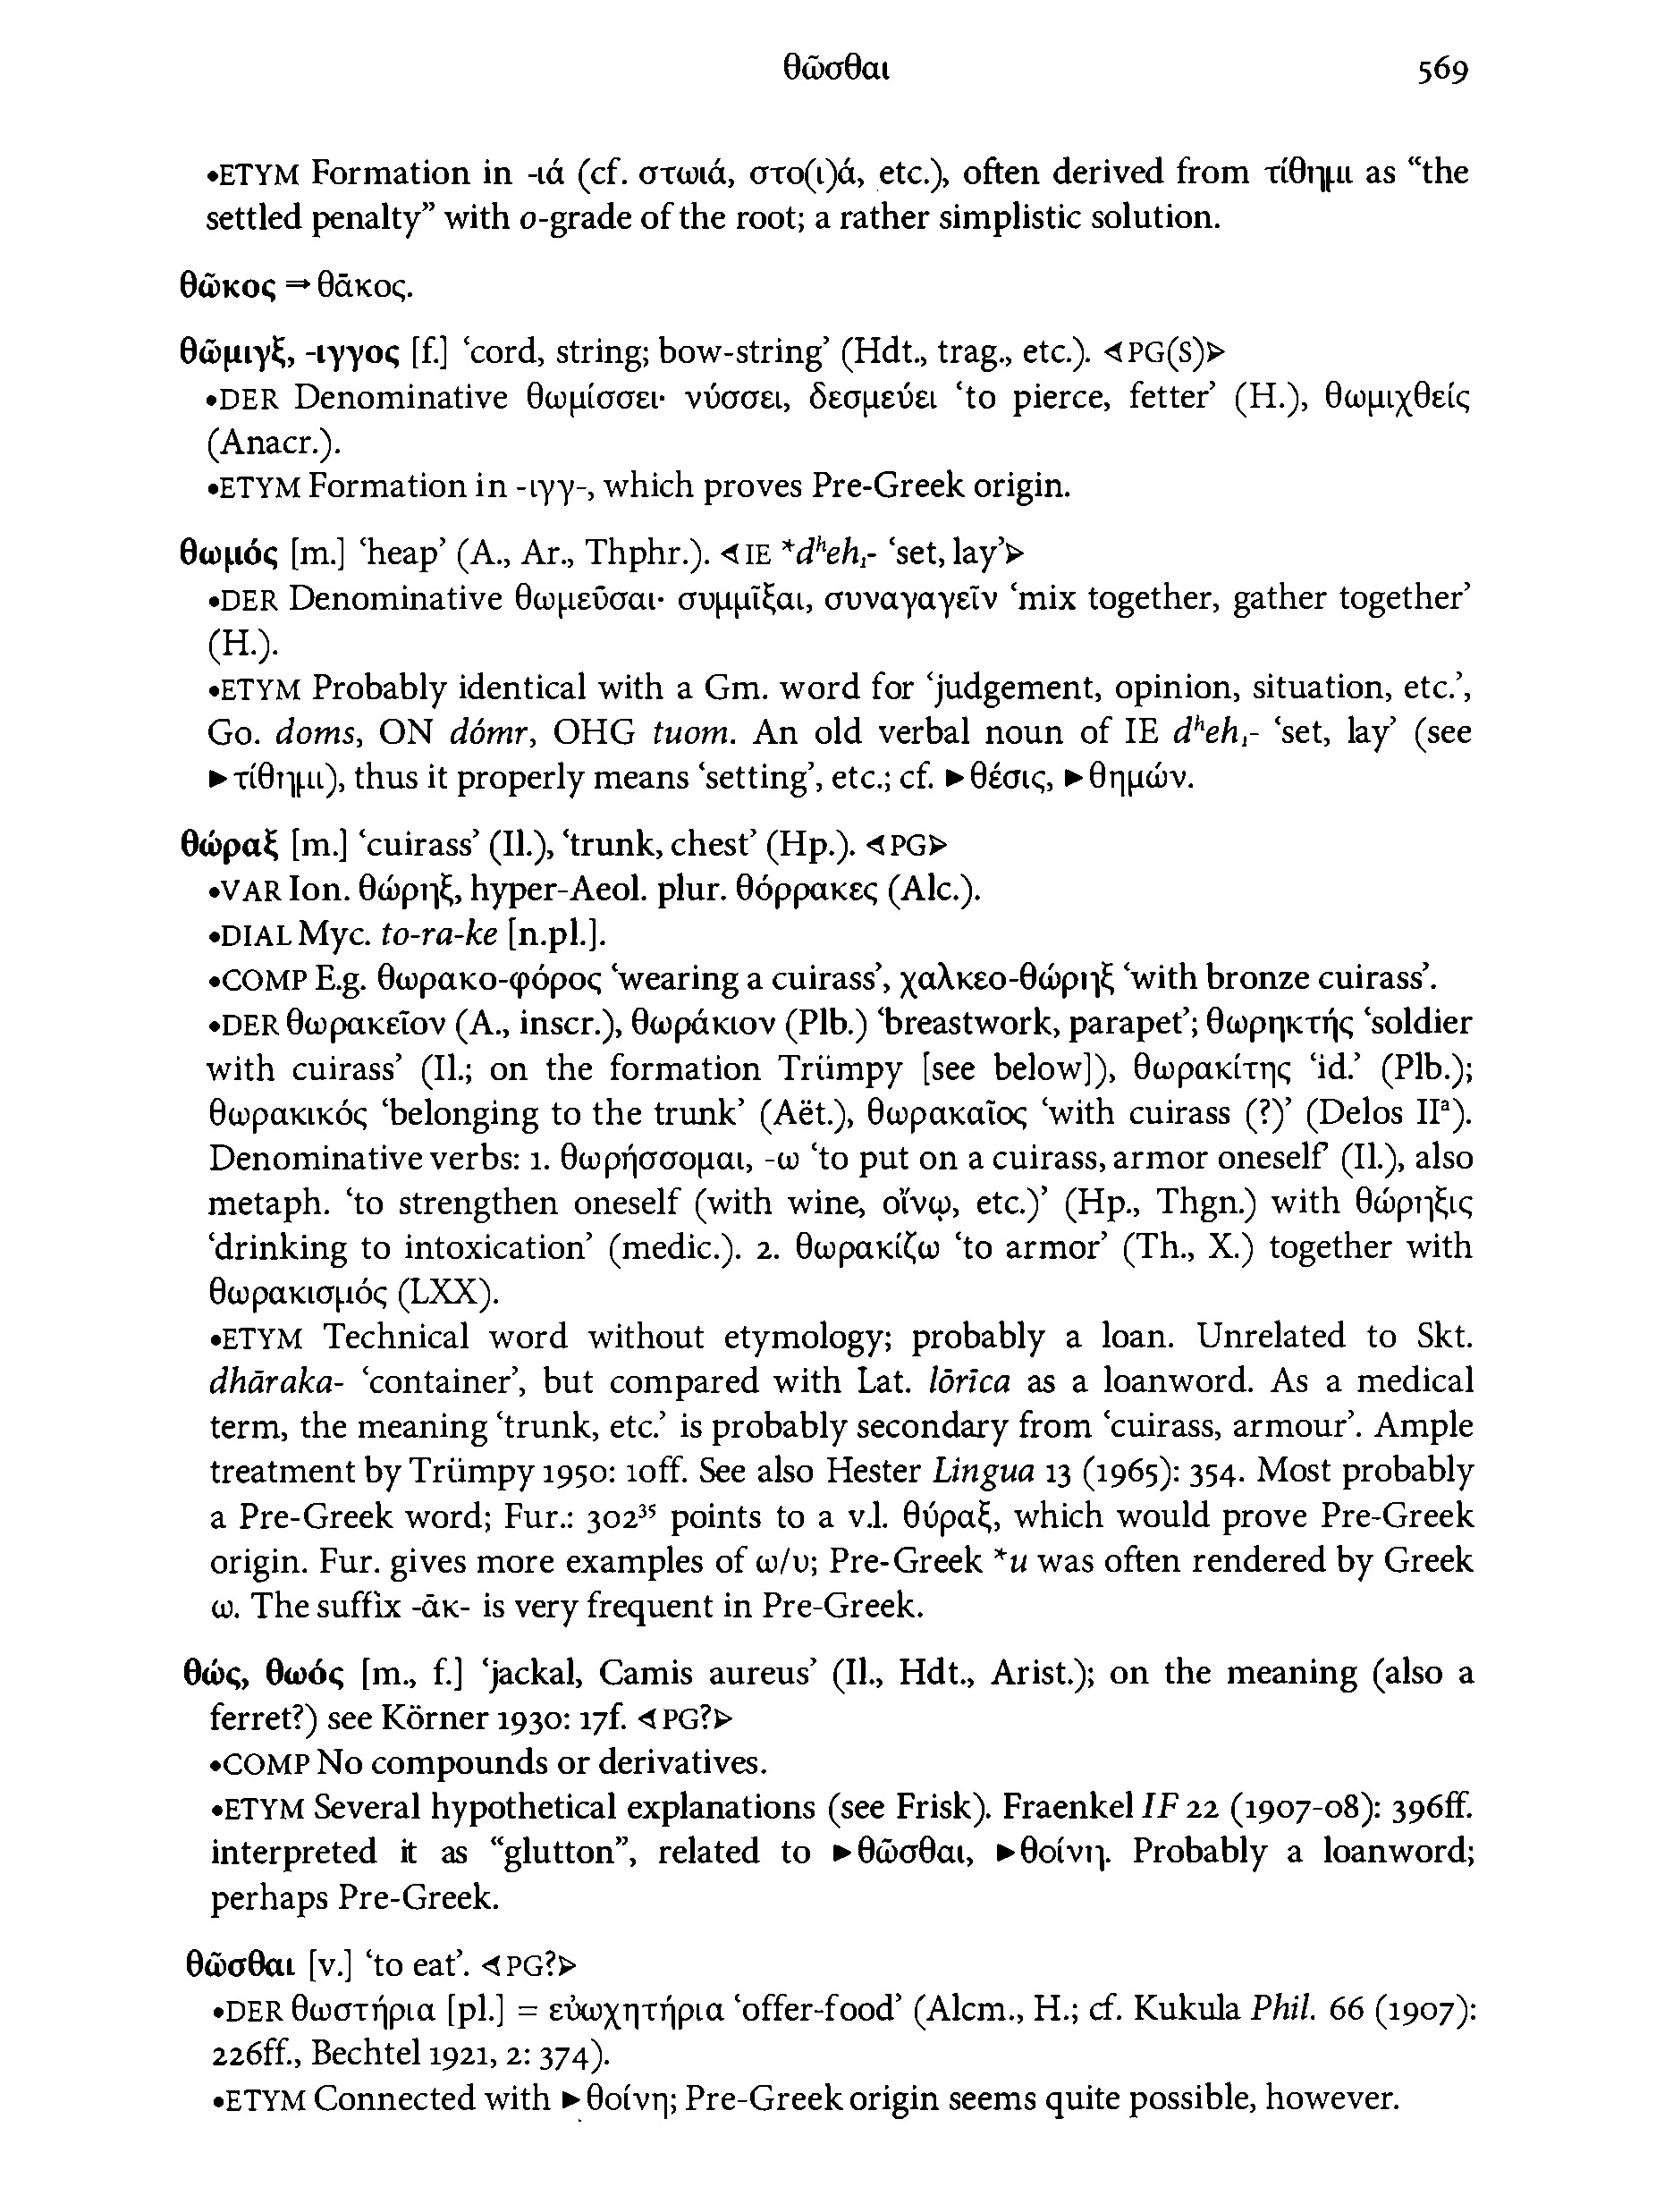 θῶσθαι 569
•ETYM Formation in -ιά (cf. στωιά, στο(ι)ά, etc.), often derived from τίθημι as “the
settled penalty” with o-grade of the root; a rather simplistic solution.
θῶκος ⇒ θᾶκος.
θῶμιγξ, -ιγγος [f.] ‘cord, string; bow-string’ (Hdt., trag., etc.). ◁PG(S)▷
•DER Denominative θωμίσσει· νύσσει, δεσμεύει ‘to pierce, fetter’ (H.), θωμιχθείς
(Anacr.).
•ETYM Formation in -ιγγ-, which proves Pre-Greek origin.
θωμός [m.] ‘heap’ (A., Ar., Thphr.). ◁IE *dʰeh₁- ‘set, lay’▷
•DER Denominative θωμεῦσαι· συμμῖξαι, συναγαγεῖν ‘mix together, gather together’
(H.).
•ETYM Probably identical with a Gm. word for ‘judgement, opinion, situation, etc.’,
Go. doms, ON dómr, OHG tuom. An old verbal noun of IE dʰeh₁- ‘set, lay’ (see
►τίθημι), thus it properly means ‘setting’, etc.; cf. ►θέσις, ►θημών.
θώραξ [m.] ‘cuirass’ (Il.), ‘trunk, chest’ (Hp.). ◁PG▷
•VAR Ion. θώρηξ, hyper-Aeol. plur. θόρρακες (Alc.).
•DIAL Myc. to-ra-ke [n.pl.].
•COMP E.g. θωρακο-φόρος ‘wearing a cuirass’, χαλκεο-θώρηξ ‘with bronze cuirass’.
•DER θωρακεῖον (A., inscr.), θωράκιον (Plb.) ‘breastwork, parapet’; θωρηκτής ‘soldier
with cuirass’ (Il.; on the formation Trümpy [see below]), θωρακίτης ‘id.’ (Plb.);
θωρακικός ‘belonging to the trunk’ (Aët.), θωρακαῖος ‘with cuirass (?)’ (Delos IIᵃ).
Denominative verbs: 1. θωρήσσομαι, -ω ‘to put on a cuirass, armor oneself’ (Il.), also
metaph. ‘to strengthen oneself (with wine, οἴνῳ, etc.)’ (Hp., Thgn.) with θώρηξις
‘drinking to intoxication’ (medic.). 2. θωρακίζω ‘to armor’ (Th., X.) together with
θωρακισμός (LXX).
•ETYM Technical word without etymology; probably a loan. Unrelated to Skt.
dhāraka- ‘container’, but compared with Lat. lōrīca as a loanword. As a medical
term, the meaning ‘trunk, etc.’ is probably secondary from ‘cuirass, armour’. Ample
treatment by Trümpy 1950: 10ff. See also Hester Lingua 13 (1965): 354. Most probably
a Pre-Greek word; Fur.: 302³⁵ points to a v.l. θύραξ, which would prove Pre-Greek
origin. Fur. gives more examples of ω/υ; Pre-Greek *u was often rendered by Greek
ω. The suffix -ᾱκ- is very frequent in Pre-Greek.
θώς, θωός [m., f.] ‘jackal, Camis aureus’ (Il., Hdt., Arist.); on the meaning (also a
ferret?) see Körner 1930: 17f. ◁PG?▷
•COMP No compounds or derivatives.
•ETYM Several hypothetical explanations (see Frisk). Fraenkel IF 22 (1907-08): 396ff.
interpreted it as “glutton”, related to ►θῶσθαι, ►θοίνη. Probably a loanword;
perhaps Pre-Greek.
θῶσθαι [v.] ‘to eat’. ◁PG?▷
•DER θωστήρια [pl.] = εὐωχητήρια ‘offer-food’ (Alcm., H.; cf. Kukula Phil. 66 (1907):
226ff., Bechtel 1921, 2: 374).
•ETYM Connected with ►θοίνη; Pre-Greek origin seems quite possible, however.